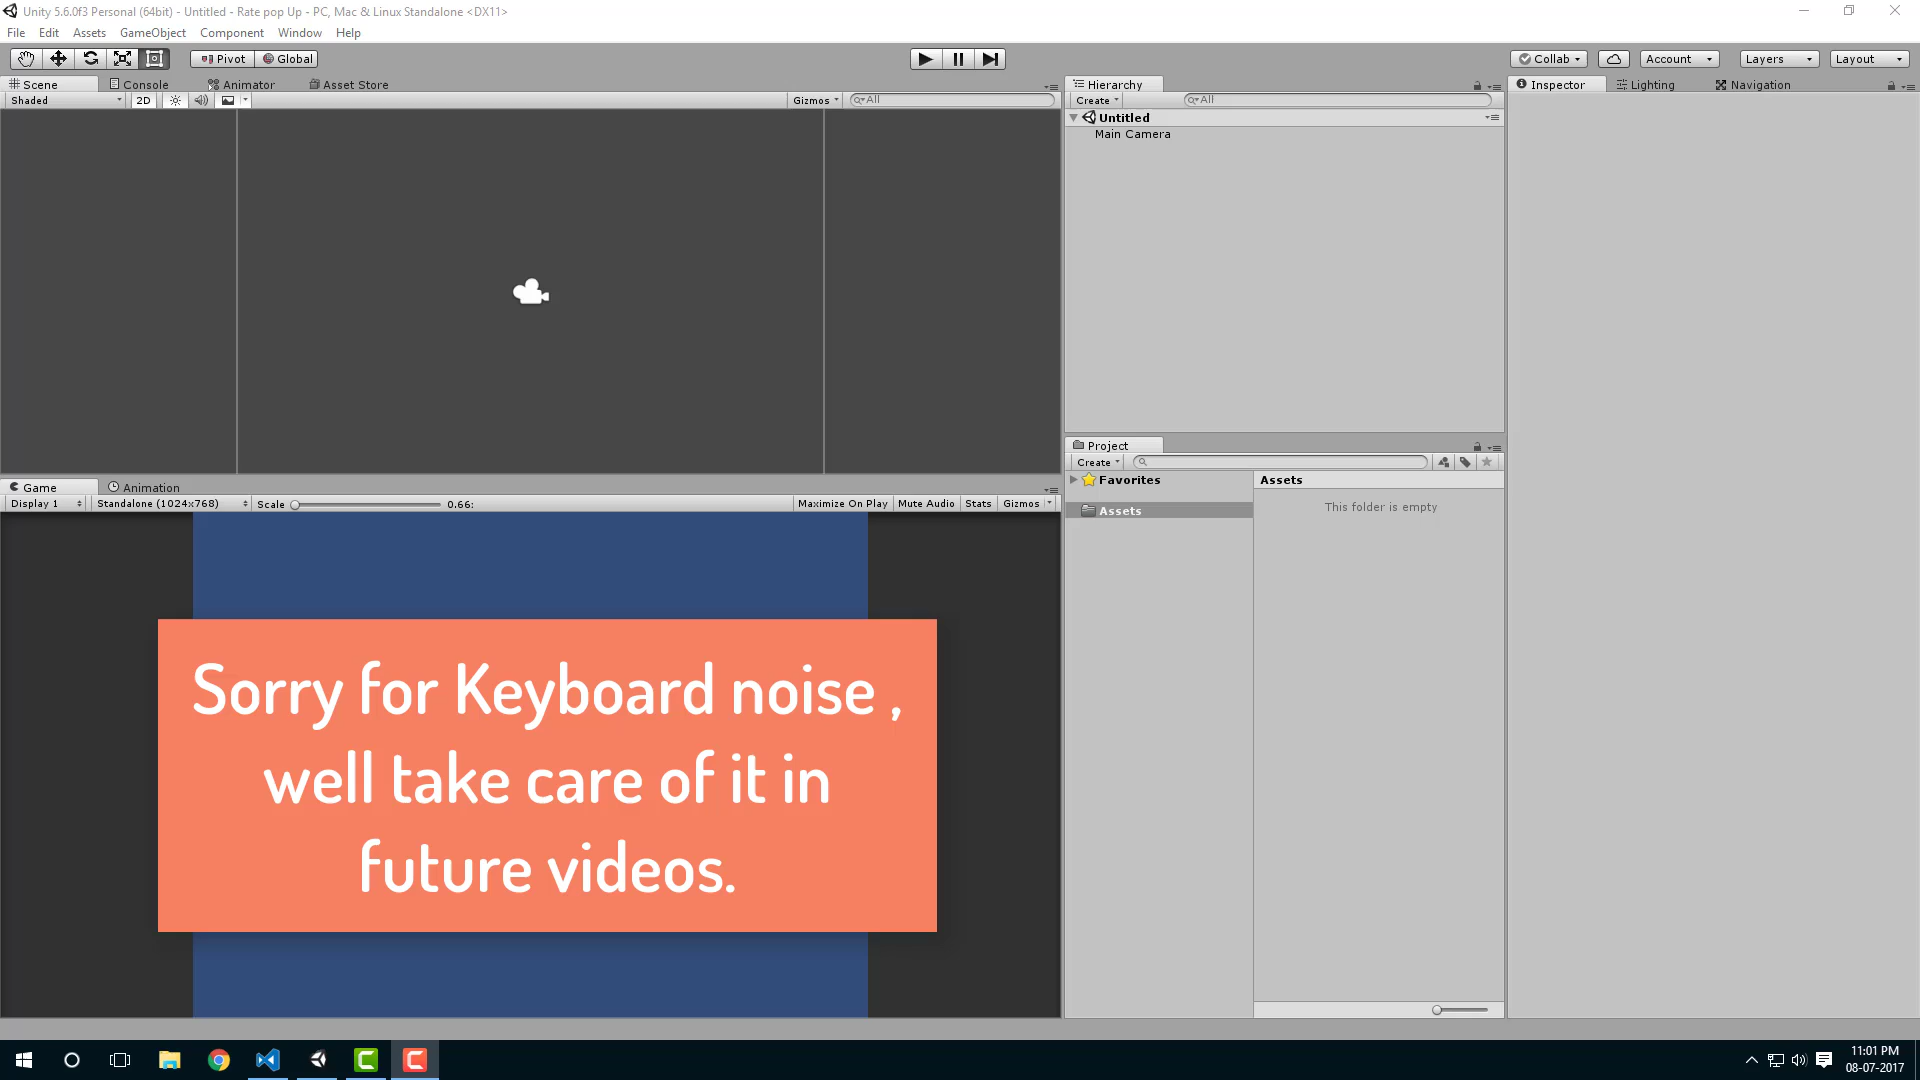 Unity 5.6.0f3 Personal (64bit) - Untitled - Rate pop Up - PC, Mac & Linux Standalone <DX11>
File Edit Assets GameObject Component Window Help
Pivot Global Collab Account Layers Layout
Scene Console Animator Asset Store
Shaded 2D Gizmos All
Hierarchy
Create All
Untitled
Main Camera
Inspector Lighting Navigation
Project
Create
Favorites
Assets
Assets
This folder is empty
Game Animation
Display 1 Standalone (1024x768) Scale 0.66: Maximize On Play Mute Audio Stats Gizmos
Sorry for Keyboard noise ,
well take care of it in
future videos.
11:01 PM
08-07-2017